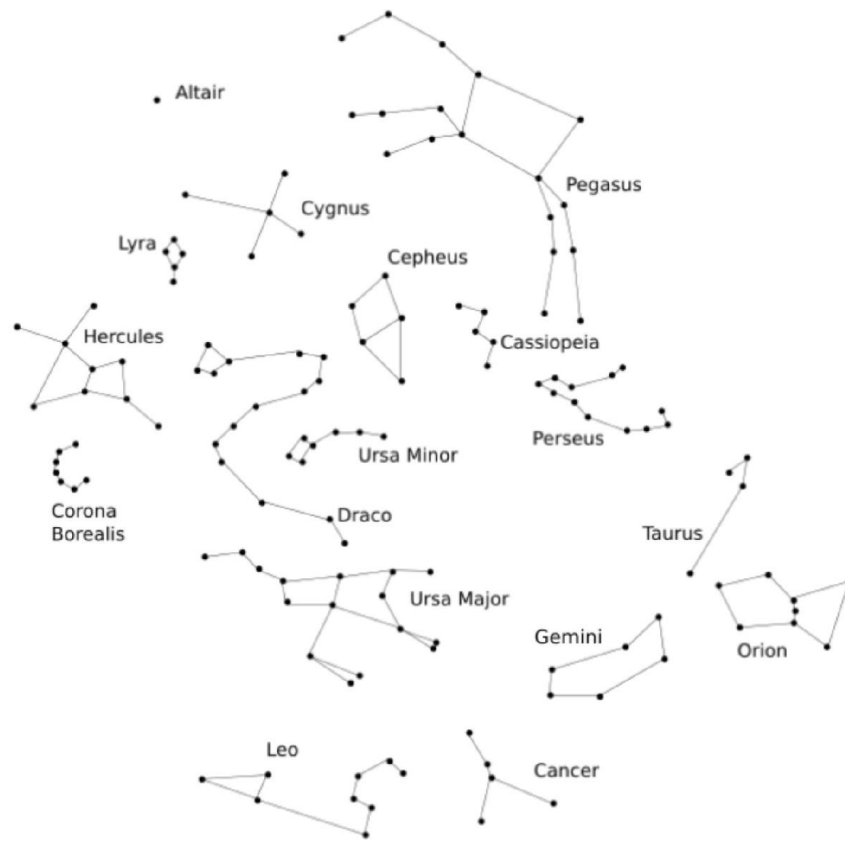 Altair
Pegasus
Cygnus
Lyra
Cepheus
Hercules
Cassiopeia
Perseus
Ursa Minor
Corona
Borealis
Draco
Taurus
Ursa Major
Gemini
Orion
Leo
Cancer